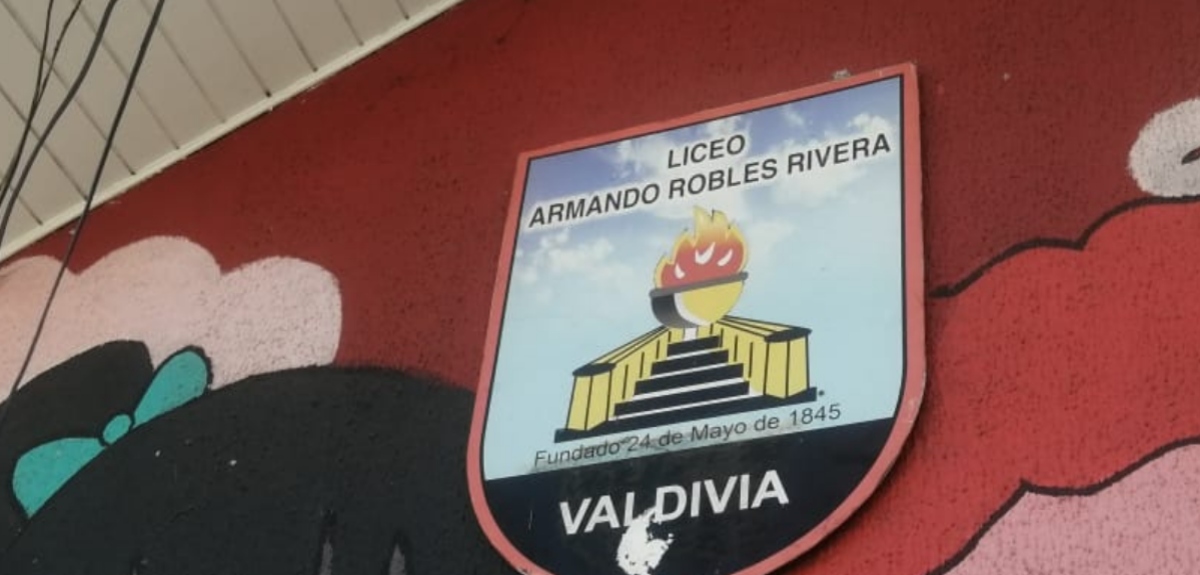 LICEO
ARMANDO ROBLES RIVERA
Fundado 24 de Mayo de 1845
VALDIVIA